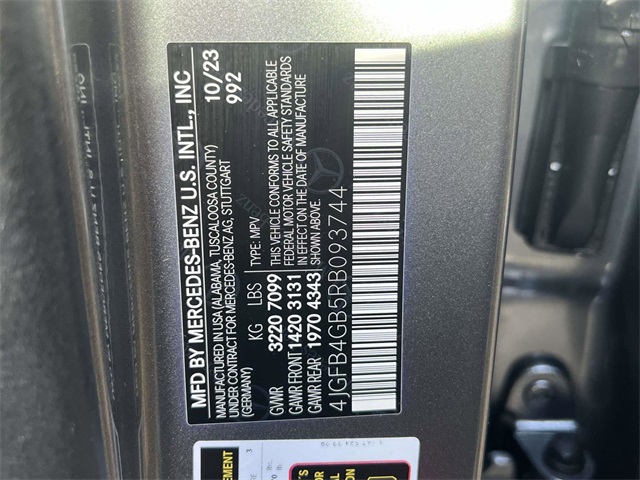 MFD BY MERCEDES-BENZ U.S. INTL., INC
MANUFACTURED IN USA (ALABAMA, TUSCALOOSA COUNTY)
UNDER CONTRACT FOR MERCEDES-BENZ AG, STUTTGART
(GERMANY)
TYPE: MPV
10/23
992
KG LBS
GVWR 3220 7099
GAWR FRONT 1420 3131
GAWR REAR 1970 4343
THIS VEHICLE CONFORMS TO ALL APPLICABLE
FEDERAL MOTOR VEHICLE SAFETY STANDARDS
IN EFFECT ON THE DATE OF MANUFACTURE
SHOWN ABOVE.
4JGFB4GB5RB093744